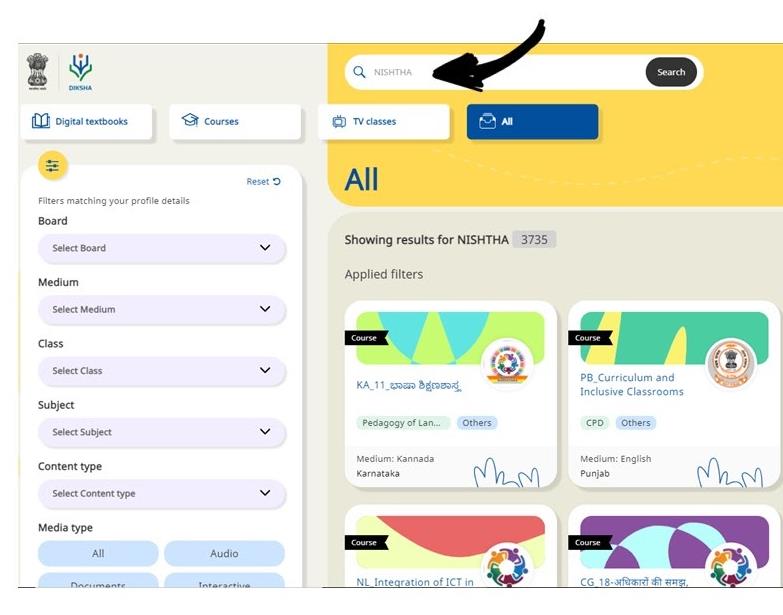 DIKSHA
NISHTHA
Search
Digital textbooks
Courses
TV classes
All
Reset
Filters matching your profile details
Board
Select Board
Medium
Select Medium
Class
Select Class
Subject
Select Subject
Content type
Select Content type
Media type
All
Audio
Documents
Interactive
All
Showing results for NISHTHA 3735
Applied filters
Course
KA_11_ಭಾಷಾ ಶಿಕ್ಷಣಶಾಸ್ತ್ರ
Pedagogy of Lan...
Others
Medium: Kannada
Karnataka
Course
PB_Curriculum and
Inclusive Classrooms
CPD
Others
Medium: English
Punjab
Course
NL_Integration of ICT in
Course
CG_18-अधिकारों की समझ,